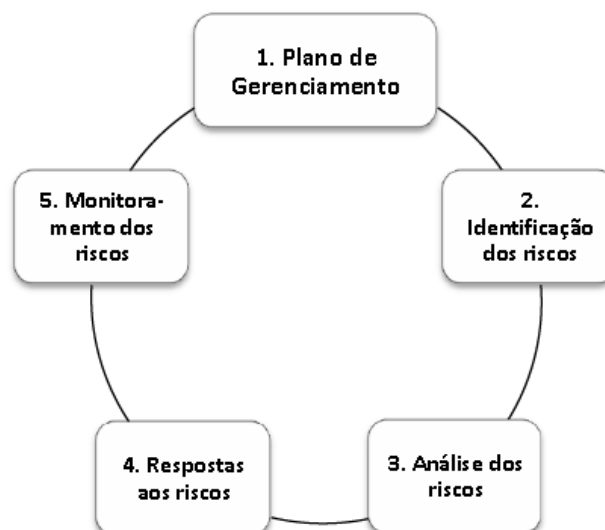 1. Plano de
Gerenciamento
2.
Identificação
dos riscos
3. Análise dos
riscos
4. Respostas
aos riscos
5. Monitora-
mento dos
riscos